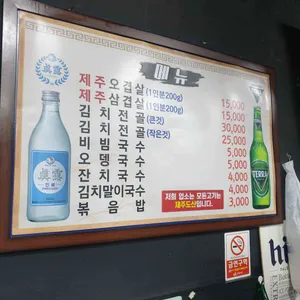 메뉴
제주오겹살 (1인분200g) 15,000
제주삼겹살 (1인분200g) 15,000
김치전골 (큰것) 30,000
김치전골 (작은것) 25,000
비빔국수 5,000
오뎅국수 5,000
잔치국수 4,000
김치말이국수 4,000
볶음밥 3,000
저희 업소는 모든고기는
제주도산입니다.
眞露
眞露
TERRA
금연구역